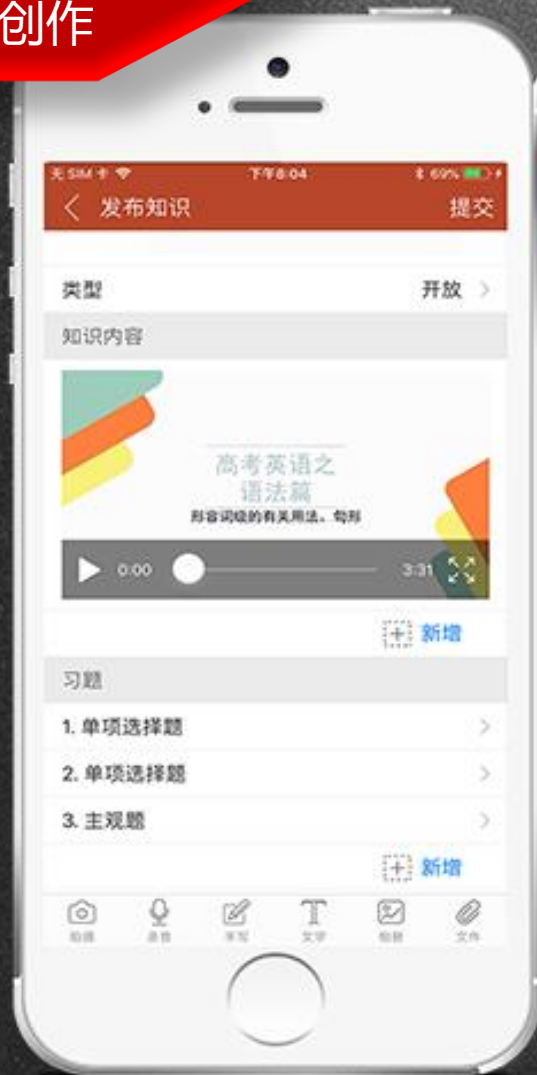 创作
无 SIM 卡 下午8:04 69%
发布知识 提交
类型 开放
知识内容
高考英语之
语法篇
形容词级的有关用法、句形
0:00 3:31
新增
习题
1. 单项选择题
2. 单项选择题
3. 主观题
新增
拍摄 录音 手写 文字 相册 文件